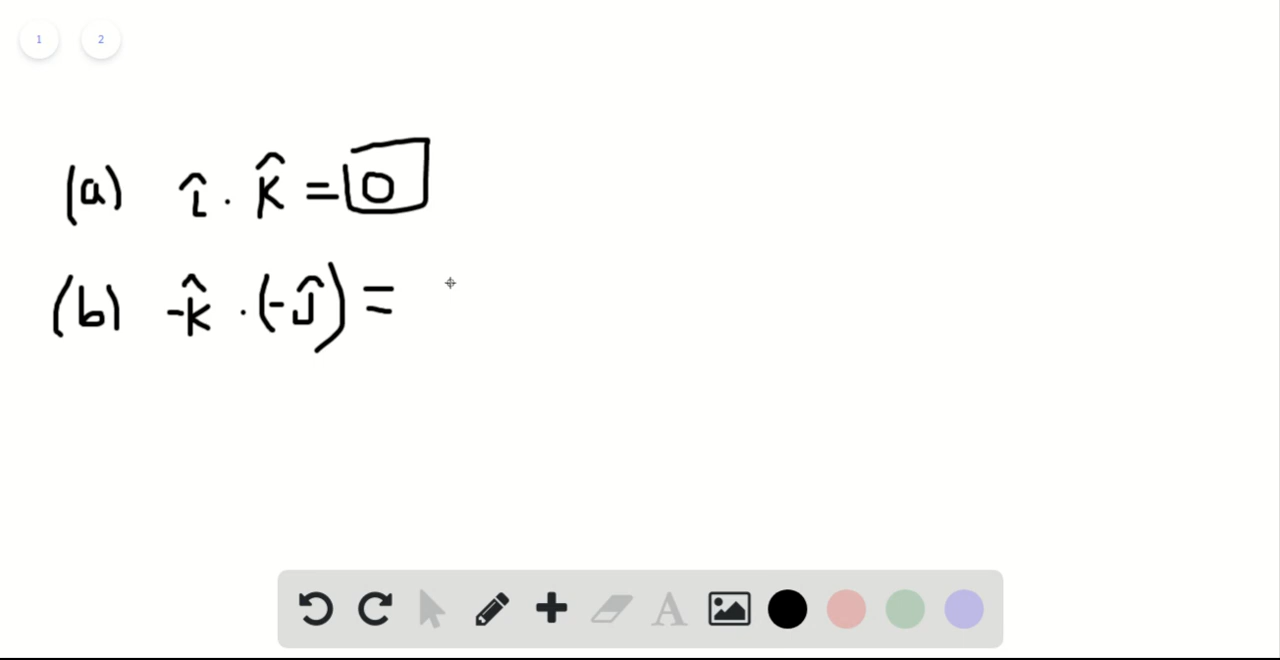 1 2
(a) î · k̂ = 0
(b) -k̂ · (-ĵ) =
A